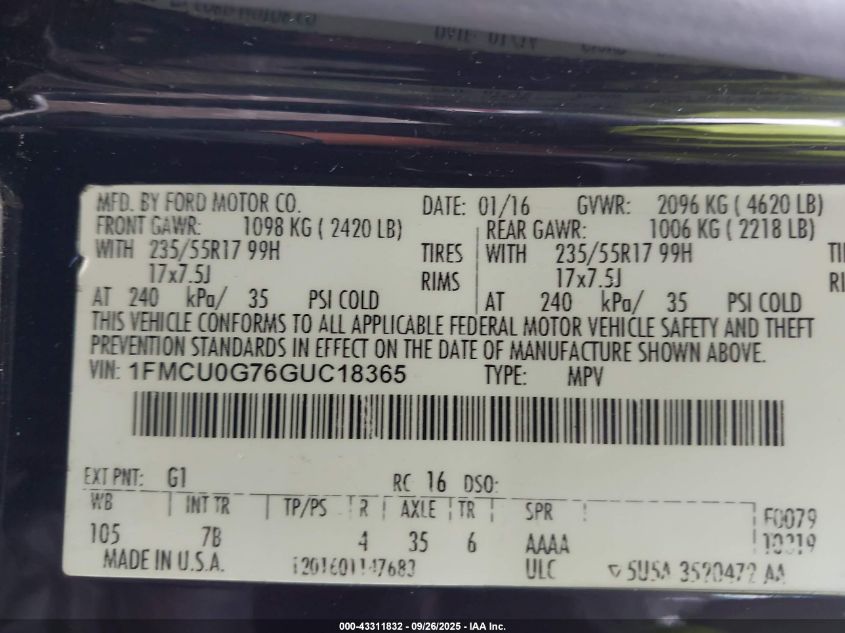 MFD. BY FORD MOTOR CO. DATE: 01/16 GVWR: 2096 KG ( 4620 LB)
FRONT GAWR: 1098 KG ( 2420 LB) REAR GAWR: 1006 KG ( 2218 LB)
WITH 235/55R17 99H TIRES WITH 235/55R17 99H
17x7.5J RIMS 17x7.5J
AT 240 kPa/ 35 PSI COLD AT 240 kPa/ 35 PSI COLD
THIS VEHICLE CONFORMS TO ALL APPLICABLE FEDERAL MOTOR VEHICLE SAFETY AND THEFT
PREVENTION STANDARDS IN EFFECT ON THE DATE OF MANUFACTURE SHOWN ABOVE.
VIN: 1FMCU0G76GUC18365 TYPE: MPV
EXT PNT: G1 RC 16 DSO:
WB INT TR TP/PS R AXLE TR SPR F0079
105 7B 4 35 6 AAAA
MADE IN U.S.A. ULC
000-43311832 - 09/26/2025 - IAA Inc.